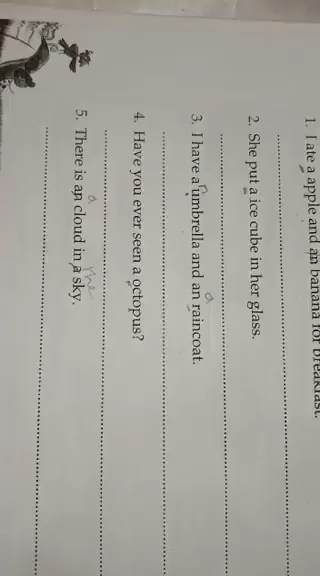 1. I ate a apple and an banana for breakfast.
2. She put a ice cube in her glass.
3. I have a umbrella and an raincoat.
a
4. Have you ever seen a octopus?
5. There is an cloud in a sky.
a the